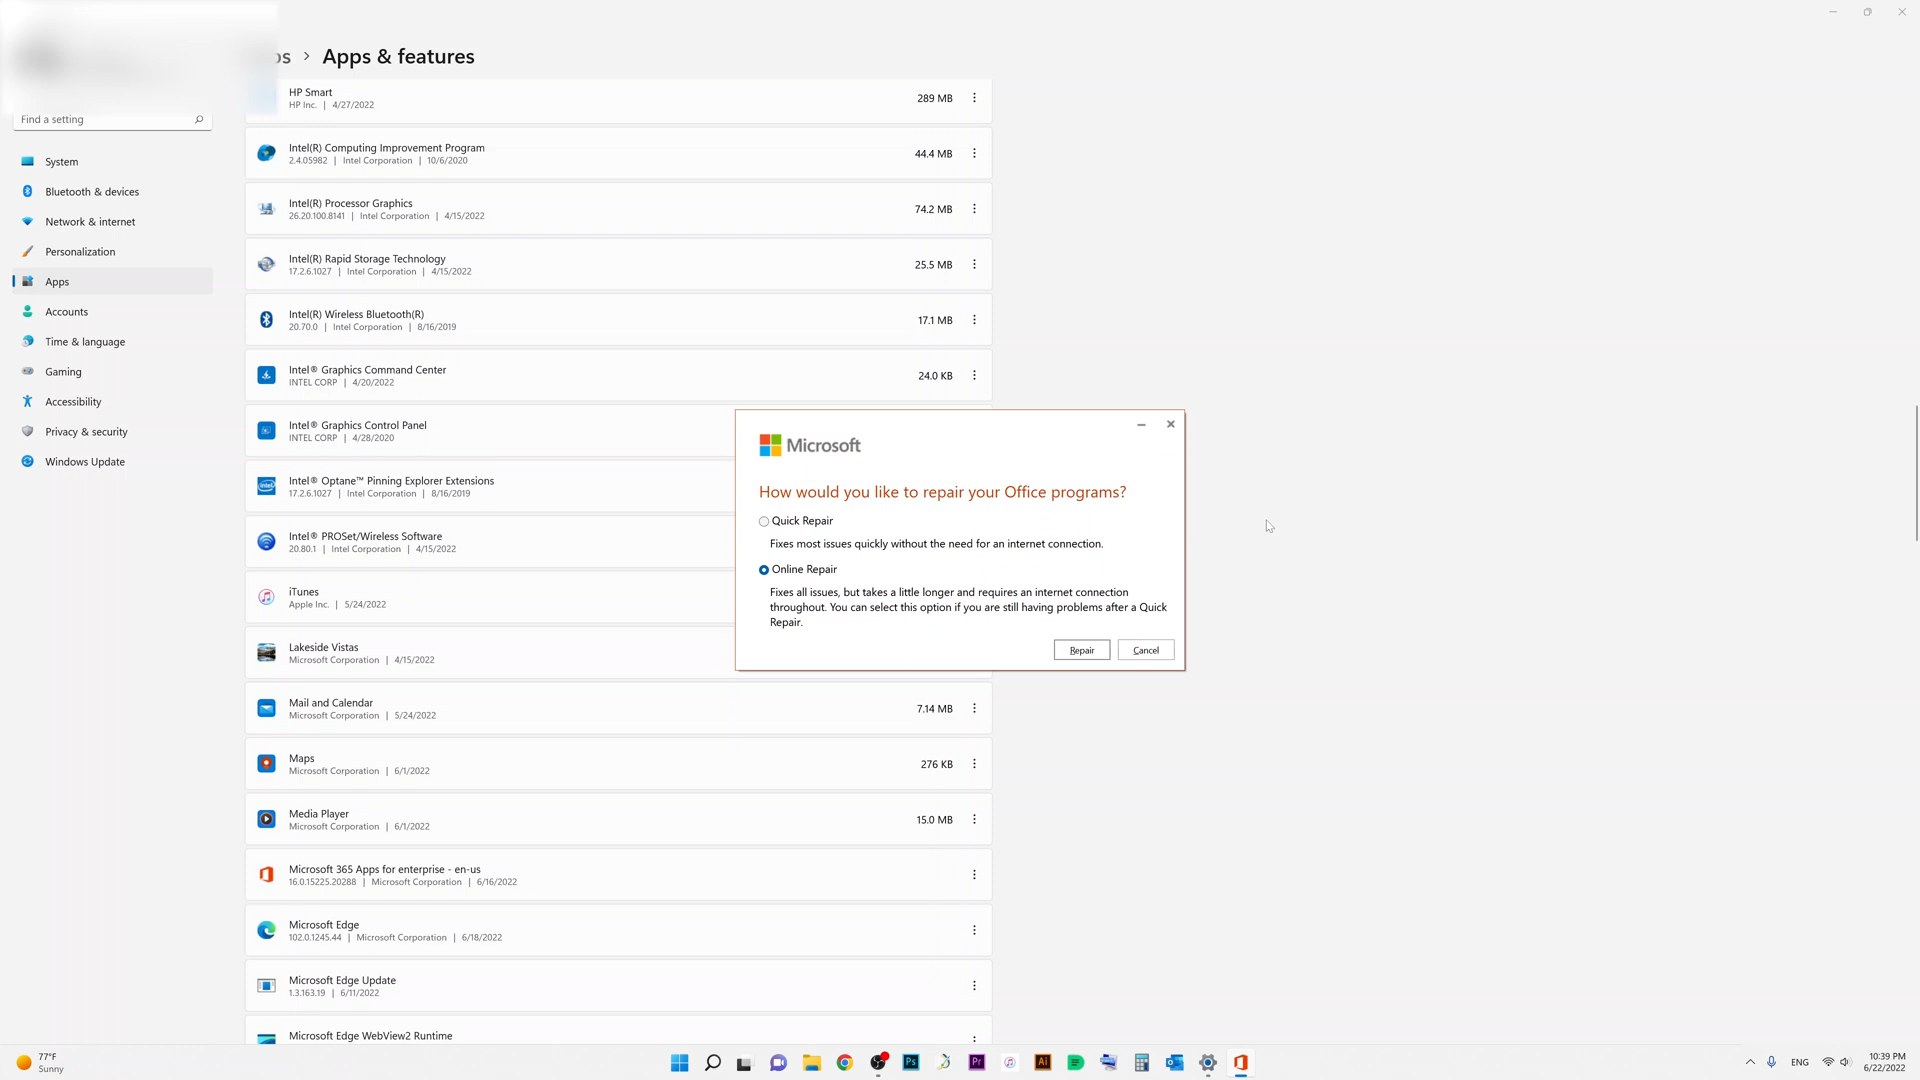 ps > Apps & features
Find a setting
System
Bluetooth & devices
Network & internet
Personalization
Apps
Accounts
Time & language
Gaming
Accessibility
Privacy & security
Windows Update
HP Smart
HP Inc. | 4/27/2022
289 MB
Intel(R) Computing Improvement Program
2.4.05982 | Intel Corporation | 10/6/2020
44.4 MB
Intel(R) Processor Graphics
26.20.100.8141 | Intel Corporation | 4/15/2022
74.2 MB
Intel(R) Rapid Storage Technology
17.2.6.1027 | Intel Corporation | 4/15/2022
25.5 MB
Intel(R) Wireless Bluetooth(R)
20.70.0 | Intel Corporation | 8/16/2019
17.1 MB
Intel® Graphics Command Center
INTEL CORP | 4/20/2022
24.0 KB
Intel® Graphics Control Panel
INTEL CORP | 4/28/2020
Intel® Optane™ Pinning Explorer Extensions
17.2.6.1027 | Intel Corporation | 8/16/2019
Intel® PROSet/Wireless Software
20.80.1 | Intel Corporation | 4/15/2022
iTunes
Apple Inc. | 5/24/2022
Lakeside Vistas
Microsoft Corporation | 4/15/2022
Mail and Calendar
Microsoft Corporation | 5/24/2022
7.14 MB
Maps
Microsoft Corporation | 6/1/2022
276 KB
Media Player
Microsoft Corporation | 6/1/2022
15.0 MB
Microsoft 365 Apps for enterprise - en-us
16.0.15225.20288 | Microsoft Corporation | 6/16/2022
Microsoft Edge
102.0.1245.44 | Microsoft Corporation | 6/18/2022
Microsoft Edge Update
1.3.163.19 | 6/11/2022
Microsoft Edge WebView2 Runtime
Microsoft
How would you like to repair your Office programs?
Quick Repair
Fixes most issues quickly without the need for an internet connection.
Online Repair
Fixes all issues, but takes a little longer and requires an internet connection
throughout. You can select this option if you are still having problems after a Quick
Repair.
Repair
Cancel
77°F
Sunny
Ps
Pr
Ai
ENG
10:39 PM
6/22/2022